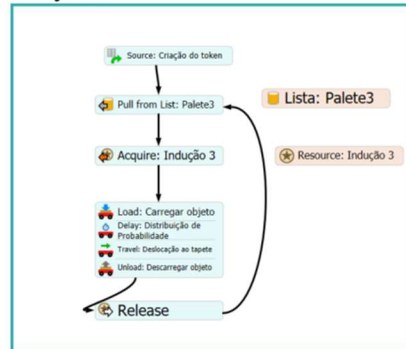 Source: Criação do token
Pull from List: Palete3
Lista: Palete3
Acquire: Indução 3
Resource: Indução 3
Load: Carregar objeto
Delay: Distribuição de
Probabilidade
Travel: Deslocação ao tapete
Unload: Descarregar objeto
Release